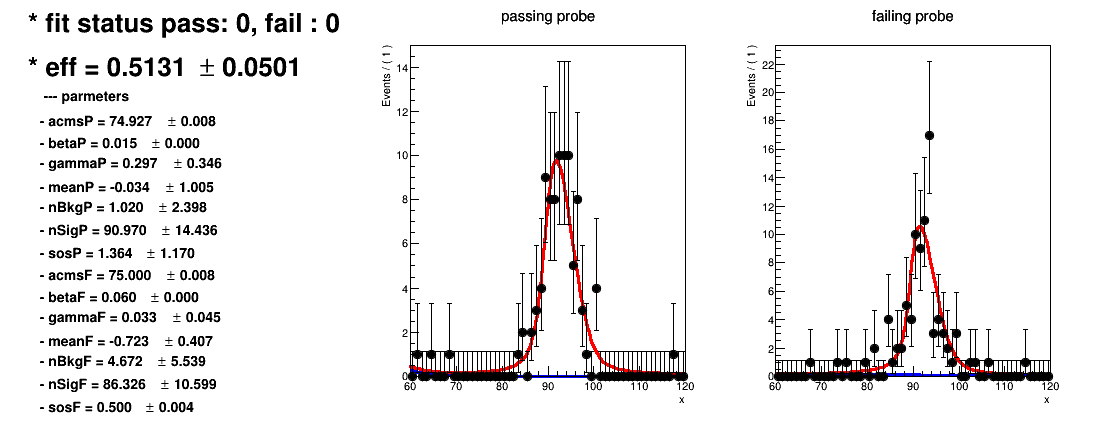 * fit status pass: 0, fail : 0
* eff = 0.5131 ± 0.0501
--- parmeters
- acmsP = 74.927 ± 0.008
- betaP = 0.015 ± 0.000
- gammaP = 0.297 ± 0.346
- meanP = -0.034 ± 1.005
- nBkgP = 1.020 ± 2.398
- nSigP = 90.970 ± 14.436
- sosP = 1.364 ± 1.170
- acmsF = 75.000 ± 0.008
- betaF = 0.060 ± 0.000
- gammaF = 0.033 ± 0.045
- meanF = -0.723 ± 0.407
- nBkgF = 4.672 ± 5.539
- nSigF = 86.326 ± 10.599
- sosF = 0.500 ± 0.004
passing probe
Events / ( 1 )
14
12
10
8
6
4
2
0
60 70 80 90 100 110 120
x
failing probe
Events / ( 1 )
22
20
18
16
14
12
10
8
6
4
2
0
60 70 80 90 100 110 120
x